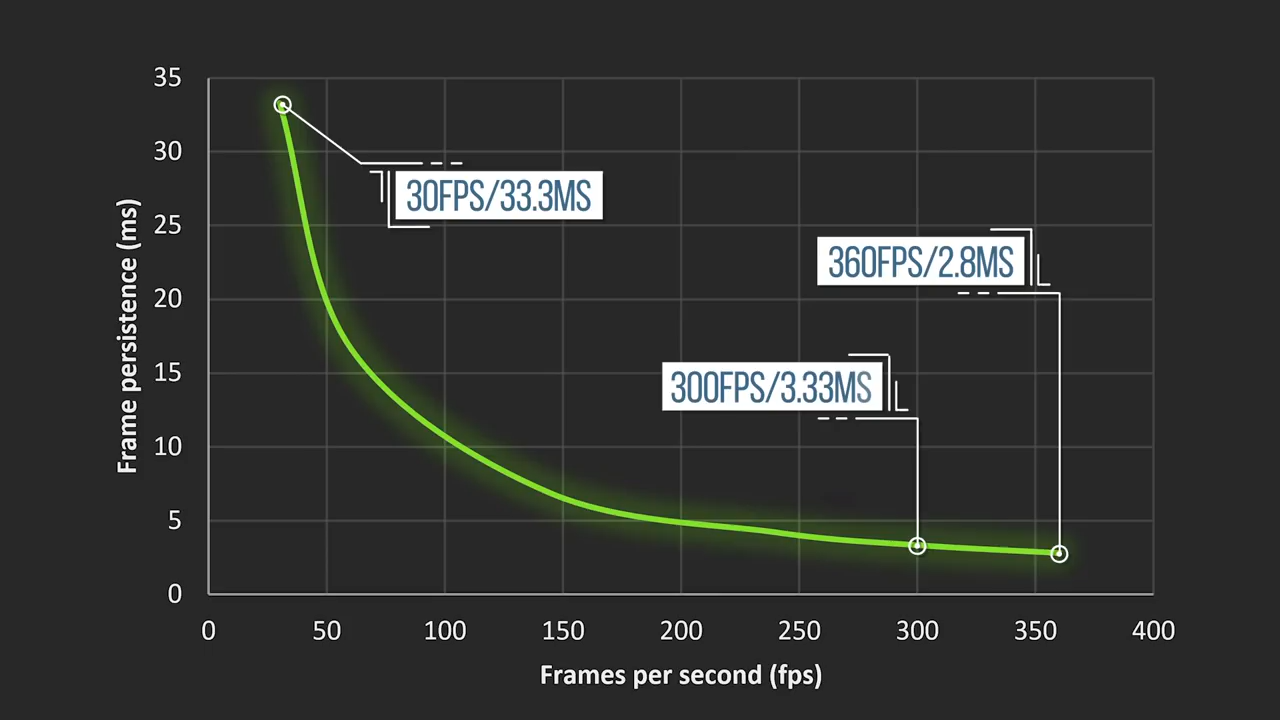 35
30
25
20
15
10
5
0
Frame persistence (ms)
30FPS/33.3MS
360FPS/2.8MS
300FPS/3.33MS
0 50 100 150 200 250 300 350 400
Frames per second (fps)